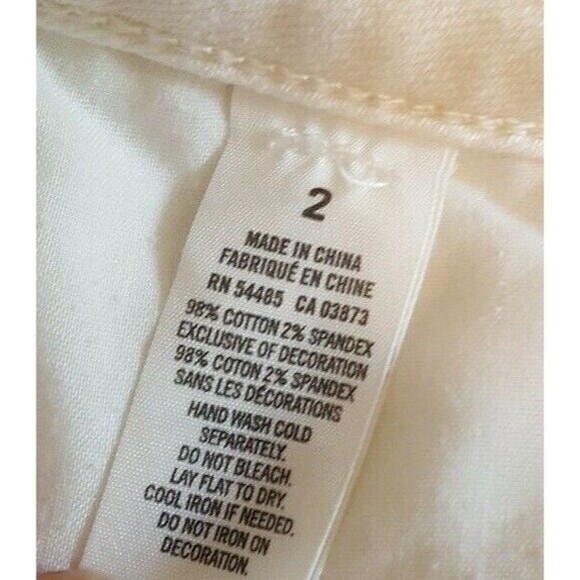 2
MADE IN CHINA
FABRIQUÉ EN CHINE
RN 54485 CA 03873
98% COTTON 2% SPANDEX
EXCLUSIVE OF DECORATION
98% COTON 2% SPANDEX
SANS LES DÉCORATIONS
HAND WASH COLD
SEPARATELY.
DO NOT BLEACH.
LAY FLAT TO DRY.
COOL IRON IF NEEDED.
DO NOT IRON ON
DECORATION.